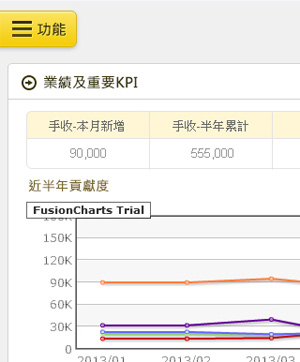 功能
業績及重要KPI
手收-本月新增 手收-半年累計
90,000 555,000
近半年貢獻度
FusionCharts Trial
180K
150K
120K
90K
60K
30K
0
2013/01 2013/02 2013/03